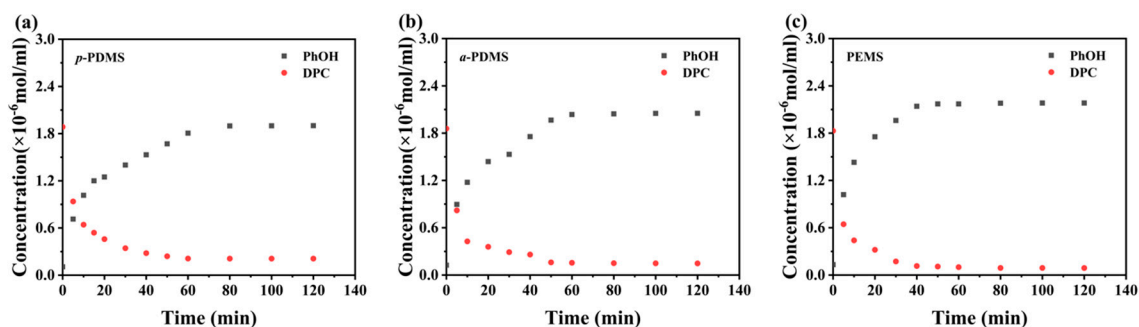 (a)
p-PDMS
PhOH
DPC
Concentration(×10⁻⁶mol/ml)
3.0
2.4
1.8
1.2
0.6
0.0
0 20 40 60 80 100 120 140
Time (min)
(b)
a-PDMS
PhOH
DPC
Concentration(×10⁻⁶mol/ml)
3.0
2.4
1.8
1.2
0.6
0.0
0 20 40 60 80 100 120 140
Time (min)
(c)
PEMS
PhOH
DPC
Concentration (×10⁻⁶mol/ml)
3.0
2.4
1.8
1.2
0.6
0.0
0 20 40 60 80 100 120 140
Time (min)